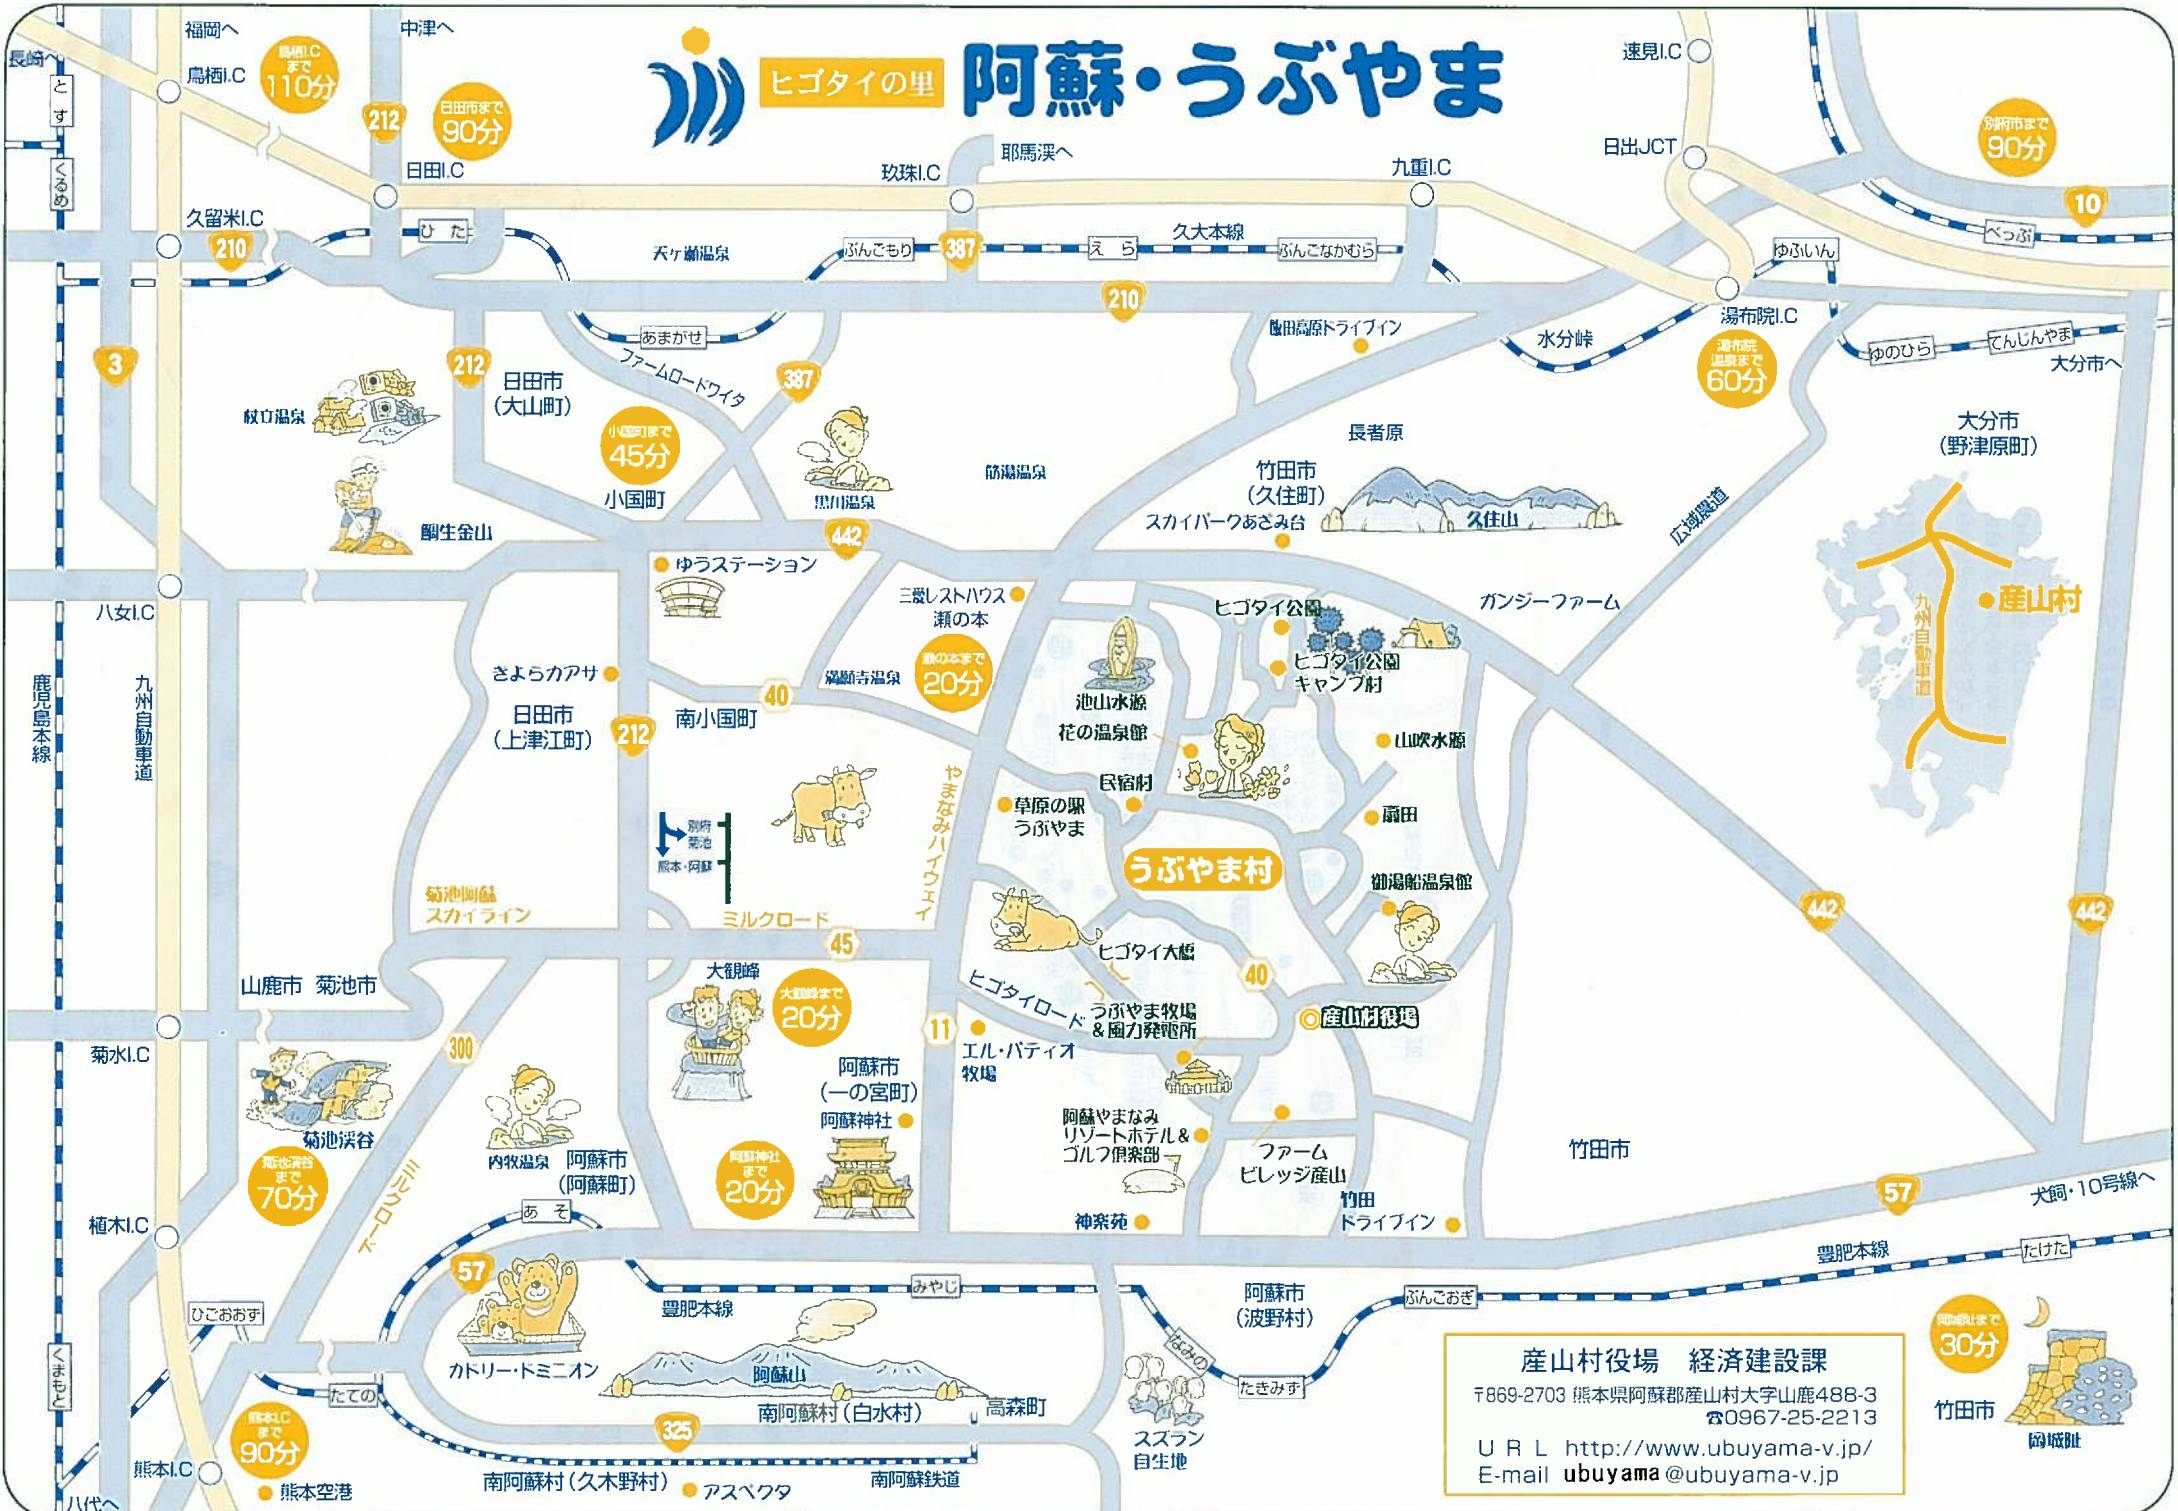 ヒゴタイの里
阿蘇・うぶやま
福岡へ
中津へ
長崎へ
とす
鳥栖I.C
鳥栖I.C
まで
110分
212
日田市まで
90分
速見I.C
別府市まで
90分
日出JCT
耶馬渓へ
くるめ
日田I.C
玖珠I.C
九重I.C
10
べっぷ
久留米I.C
210
ひた
天ヶ瀬温泉
ぶんごもり
387
えら
久大本線
ぶんごなかむら
ゆふいん
210
湯布院I.C
湯布院
温泉まで
60分
飯田高原ドライブイン
水分峠
ゆのひら
てんじんやま
大分市へ
あまがせ
3
212
ファームロードワイタ
387
日田市
(大山町)
杖立温泉
小国町まで
45分
小国町
黒川温泉
筋湯温泉
長者原
竹田市
(久住町)
スカイパークあざみ台
久住山
広域農道
大分市
(野津原町)
鯛生金山
442
ゆうステーション
三愛レストハウス
瀬の本
瀬の本まで
20分
八女I.C
ヒゴタイ公園
ヒゴタイ公園
キャンプ村
ガンジーファーム
九州自動車道
産山村
きよらカアサ
満願寺温泉
40
南小国町
日田市
(上津江町)
212
鹿児島本線
九州自動車道
池山水源
花の温泉館
山吹水源
民宿村
草原の駅
うぶやま
扇田
やまなみハイウェイ
別府
菊池
熊本・阿蘇
うぶやま村
御湯船温泉館
菊池阿蘇
スカイライン
ミルクロード
45
442
442
ヒゴタイ大橋
40
山鹿市
菊池市
大観峰
大観峰まで
20分
ヒゴタイロード
うぶやま牧場
&風力発電所
産山村役場
11
エル・パティオ
牧場
300
菊水I.C
菊池渓谷
菊池渓谷
まで
70分
ミルクロード
内牧温泉
阿蘇市
(阿蘇町)
阿蘇市
(一の宮町)
阿蘇神社
阿蘇神社
まで
20分
阿蘇やまなみ
リゾートホテル&
ゴルフ倶楽部
ファーム
ビレッジ産山
竹田市
神楽苑
竹田
ドライブイン
57
犬飼・10号線へ
植木I.C
あそ
57
豊肥本線
たけた
ひごおおず
カドリー・ドミニオン
豊肥本線
みやじ
阿蘇市
(波野村)
ぶんごおぎ
なみの
たきみず
くまもと
たての
阿蘇山
南阿蘇村(白水村)
高森町
325
熊本I.C
まで
90分
熊本I.C
熊本空港
八代へ
南阿蘇村(久木野村)
アスペクタ
南阿蘇鉄道
スズラン
自生地
岡城趾まで
30分
竹田市
岡城趾
産山村役場 経済建設課
〒869-2703 熊本県阿蘇郡産山村大字山鹿488-3
☎0967-25-2213
URL http://www.ubuyama-v.jp/
E-mail ubuyama@ubuyama-v.jp